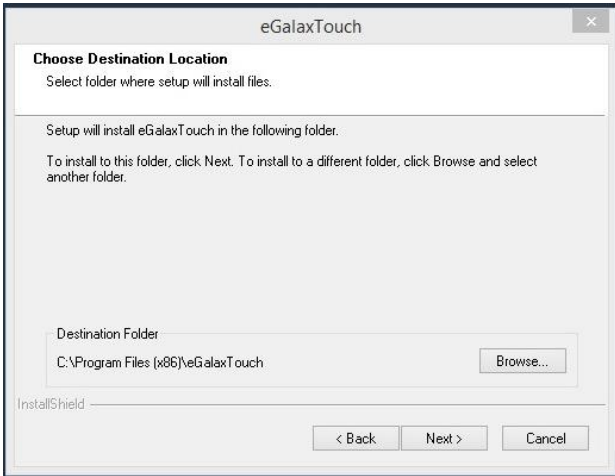 eGalaxTouch
Choose Destination Location
Select folder where setup will install files.
Setup will install eGalaxTouch in the following folder.
To install to this folder, click Next. To install to a different folder, click Browse and select
another folder.
Destination Folder
C:\Program Files (x86)\eGalaxTouch
Browse...
InstallShield
< Back
Next >
Cancel